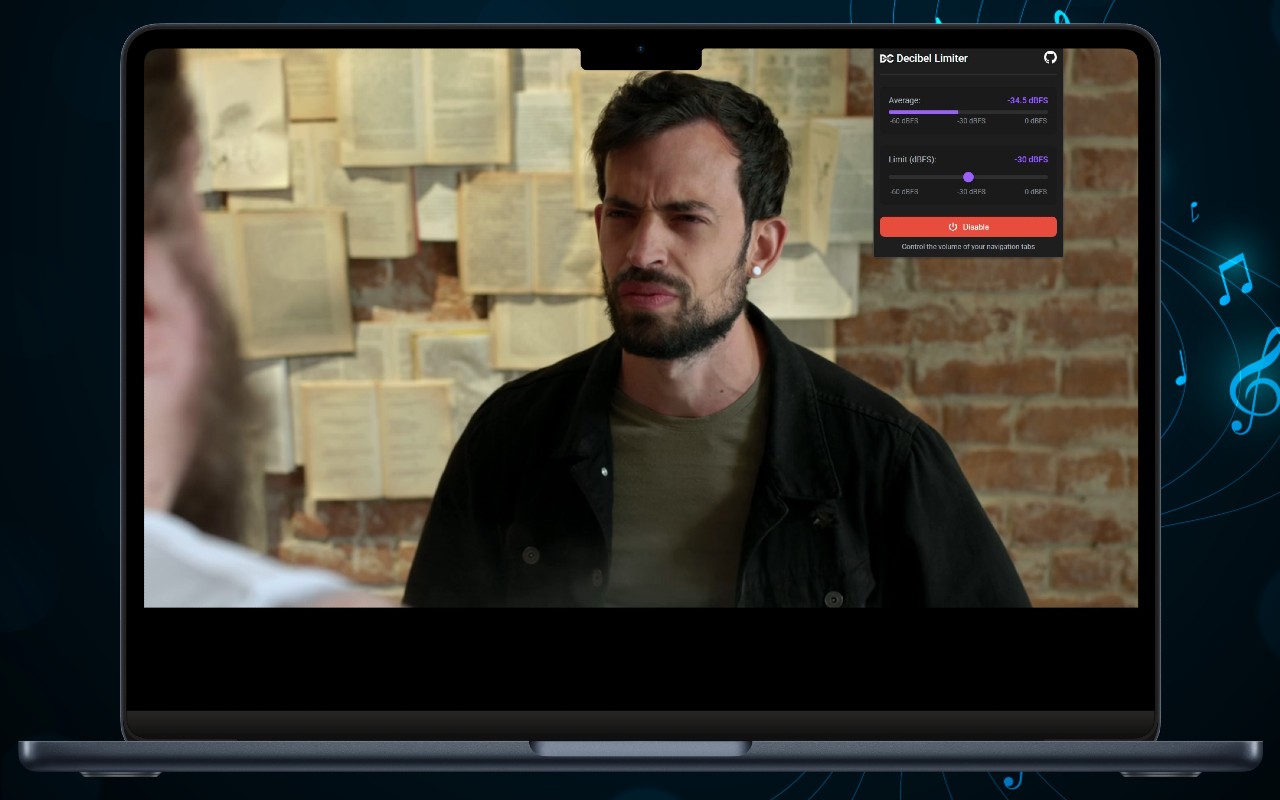 DC Decibel Limiter
Average: -34.5 dBFS
-60 dBFS -30 dBFS 0 dBFS
Limit (dBFS): -30 dBFS
-60 dBFS -30 dBFS 0 dBFS
Disable
Control the volume of your navigation tabs